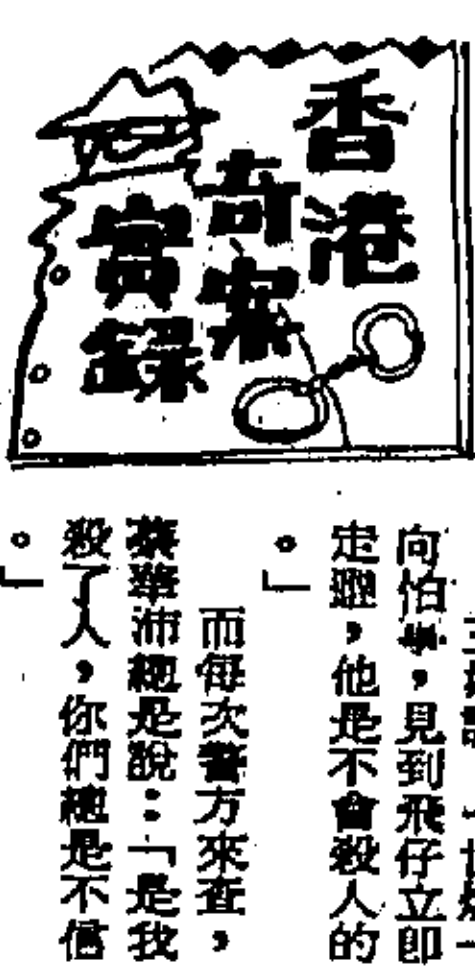 香港
奇案
實錄
向怕事，見到飛仔立即
走避，他是不會殺人的
。」
而每次警方來查，
蔡華沛總是說：「是我
殺了人，你們總是不信
。」